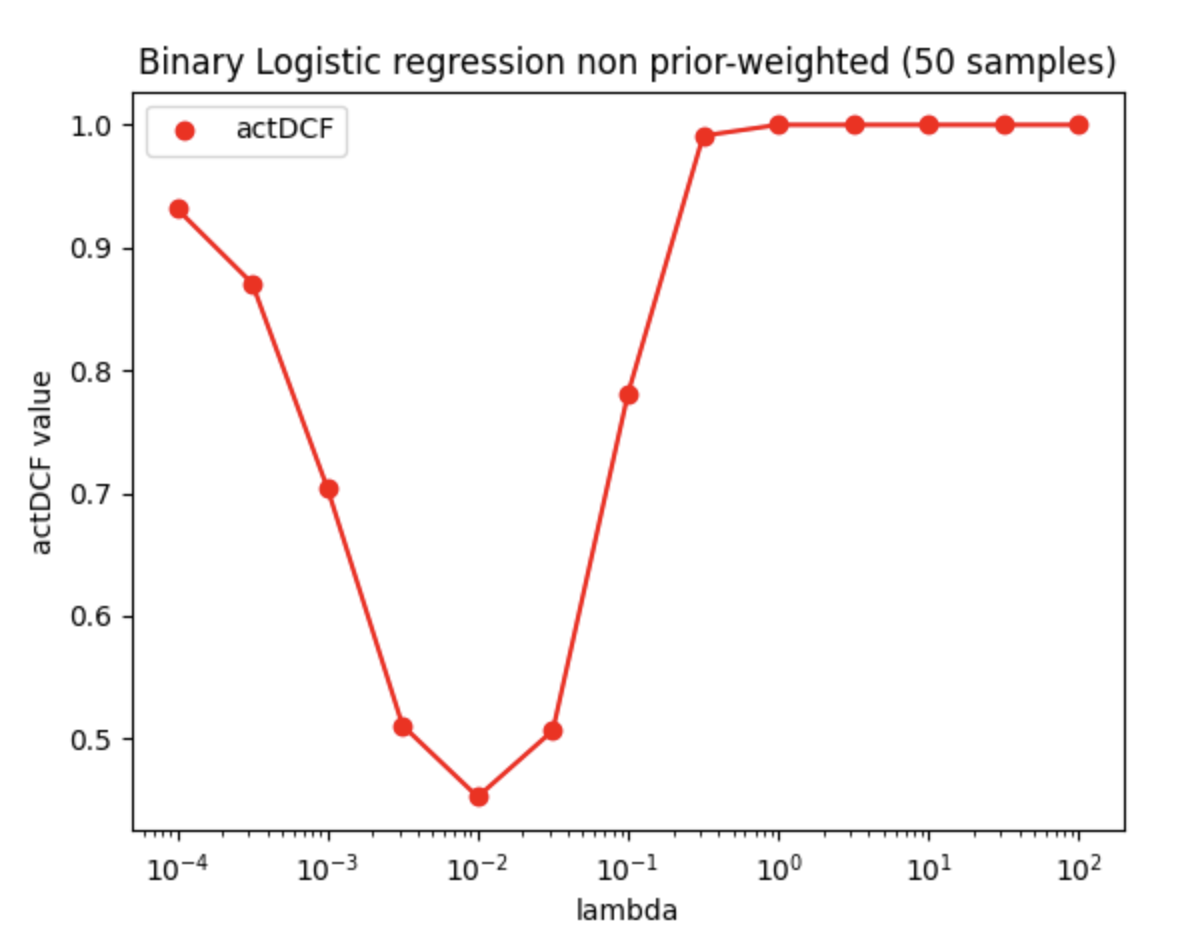 Binary Logistic regression non prior-weighted (50 samples)
actDCF
1.0
0.9
0.8
0.7
0.6
0.5
actDCF value
10⁻⁴ 10⁻³ 10⁻² 10⁻¹ 10⁰ 10¹ 10²
lambda